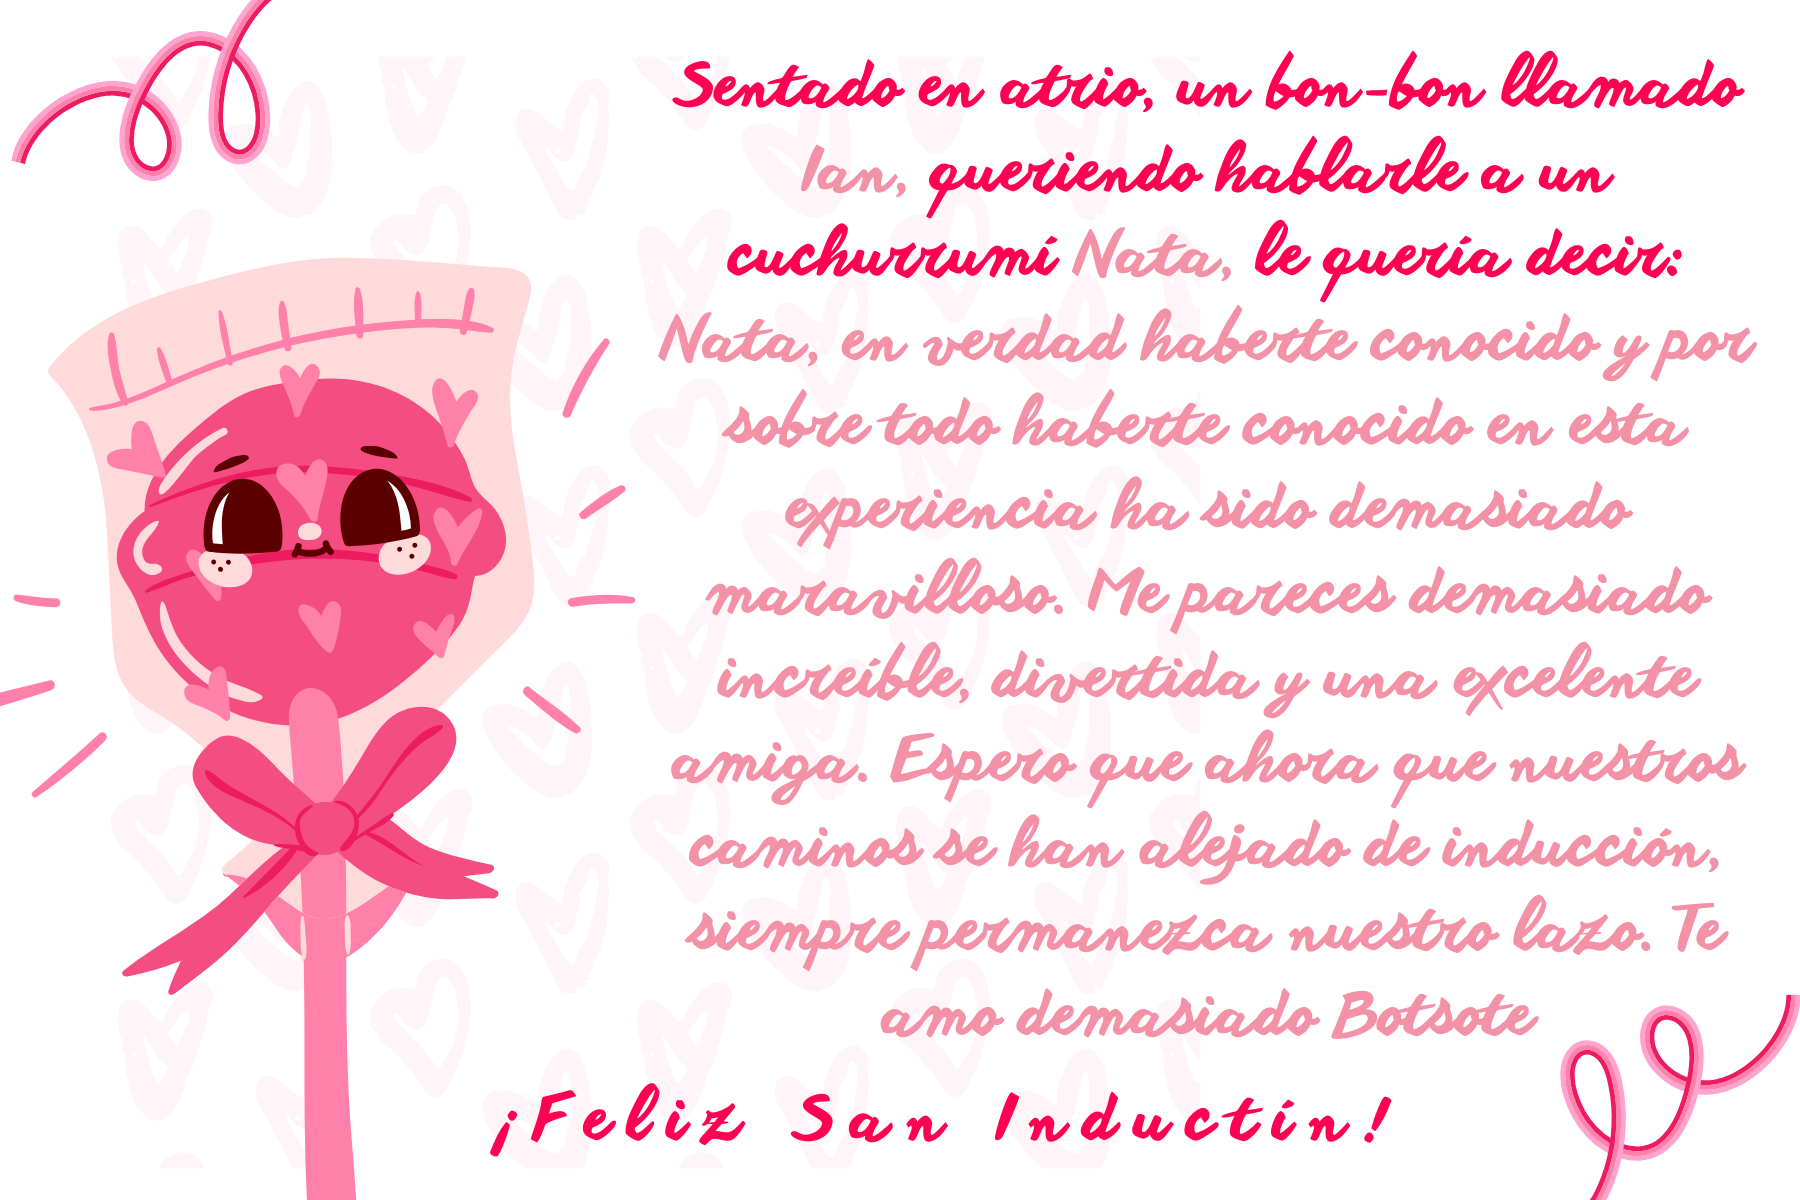 Sentado en atrio, un bon-bon llamado
Ian, queriendo hablarle a un
cuchurrumí Nata, le quería decir:
Nata, en verdad haberte conocido y por
sobre todo haberte conocido en esta
experiencia ha sido demasiado
maravilloso. Me pareces demasiado
increíble, divertida y una excelente
amiga. Espero que ahora que nuestros
caminos se han alejado de inducción,
siempre permanezca nuestro lazo. Te
amo demasiado Botsote
¡Feliz San Inductín!